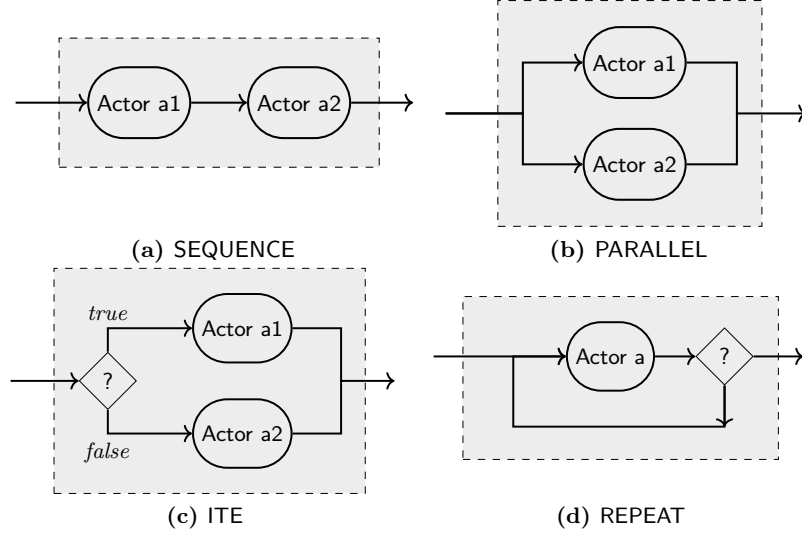 Actor a1
Actor a2
(a) SEQUENCE
Actor a1
Actor a2
(b) PARALLEL
true
Actor a1
?
false
Actor a2
(c) ITE
Actor a
?
(d) REPEAT